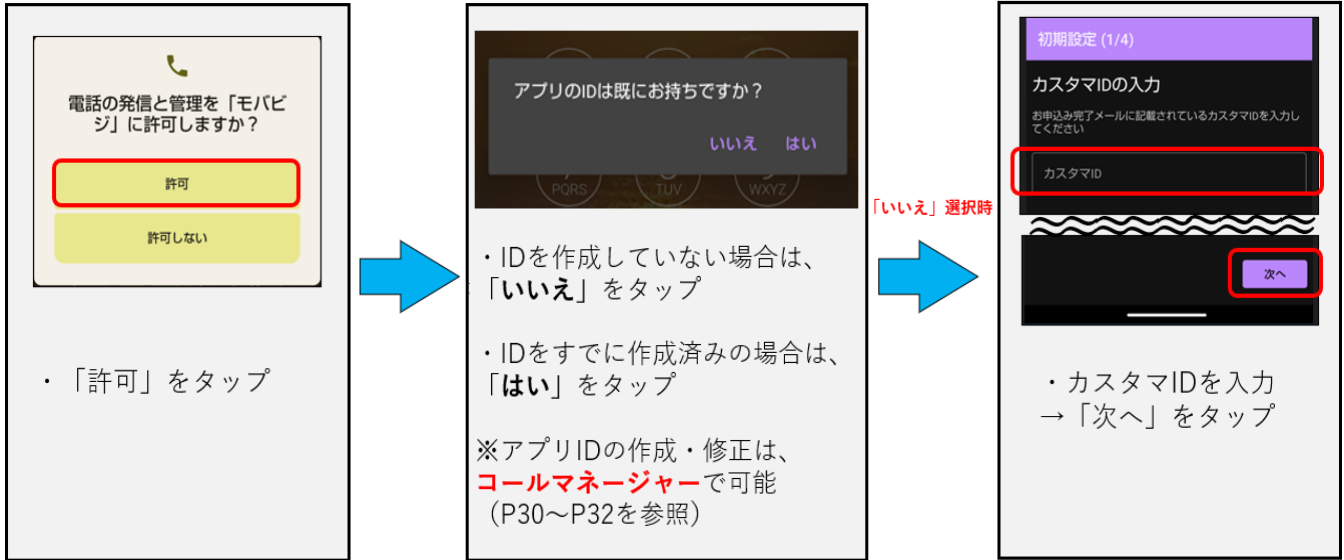 電話の発信と管理を「モバビ
ジ」に許可しますか？
許可
許可しない
・「許可」をタップ
アプリのIDは既にお持ちですか？
いいえ はい
PQRS TUV WXYZ
・IDを作成していない場合は、
「いいえ」をタップ
・IDをすでに作成済みの場合は、
「はい」をタップ
※アプリIDの作成・修正は、
コールマネージャーで可能
（P30～P32を参照）
「いいえ」選択時
初期設定 (1/4)
カスタマIDの入力
お申込み完了メールに記載されているカスタマIDを入力し
てください
カスタマID
次へ
・カスタマIDを入力
→「次へ」をタップ